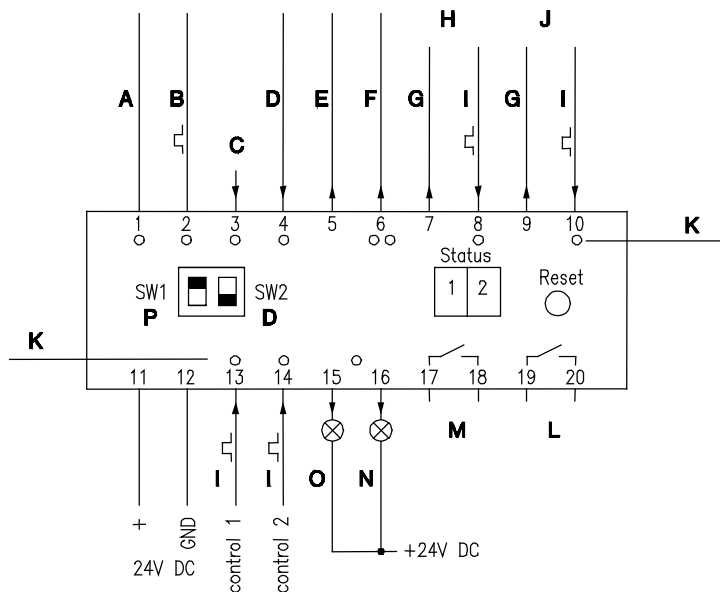 H J
A B D E F G I G I
C
1 2 3 4 5 6 7 8 9 10
K
Status
1 2
Reset
SW1 SW2
P D
K
11 12 13 14 15 16 17 18 19 20
M L
I I O N
+
GND
24V DC
control 1
control 2
+24V DC